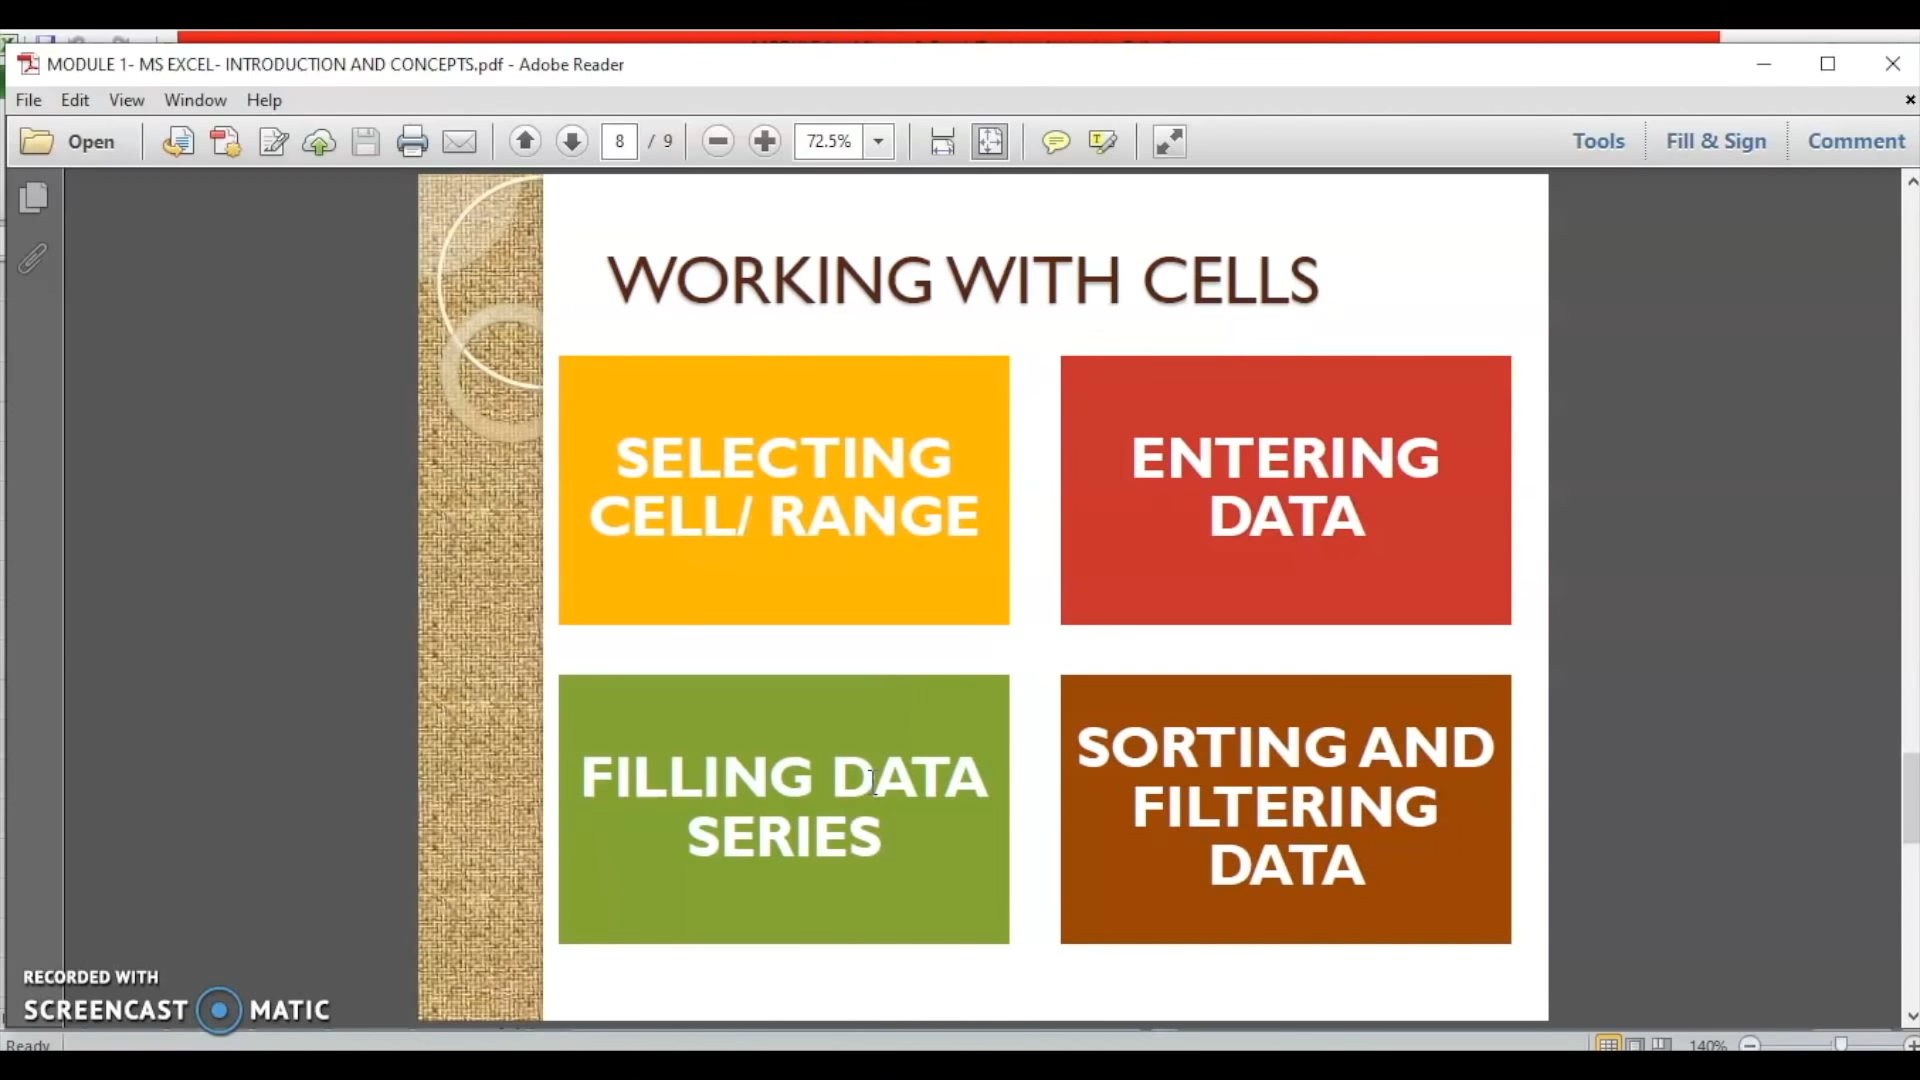 MODULE 1- MS EXCEL- INTRODUCTION AND CONCEPTS.pdf - Adobe Reader
File Edit View Window Help
Open 8 / 9 72.5% Tools Fill & Sign Comment
WORKING WITH CELLS
SELECTING
CELL/ RANGE
ENTERING
DATA
FILLING DATA
SERIES
SORTING AND
FILTERING
DATA
RECORDED WITH
SCREENCAST MATIC
Ready 140%